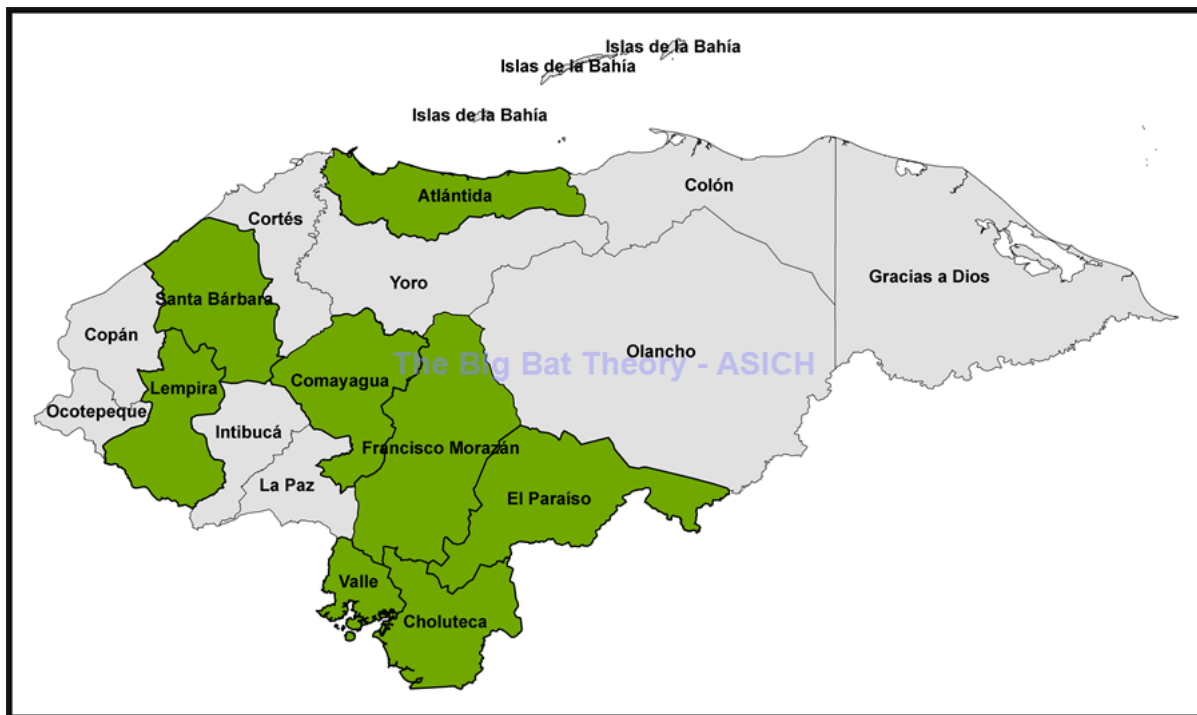 Islas de la Bahía
Islas de la Bahía
Islas de la Bahía
Atlántida
Colón
Cortés
Gracias a Dios
Yoro
Santa Bárbara
Copán
Olancho
The Big Bat Theory - ASICH
Comayagua
Lempira
Ocotepeque
Intibucá
Francisco Morazán
La Paz
El Paraíso
Valle
Choluteca